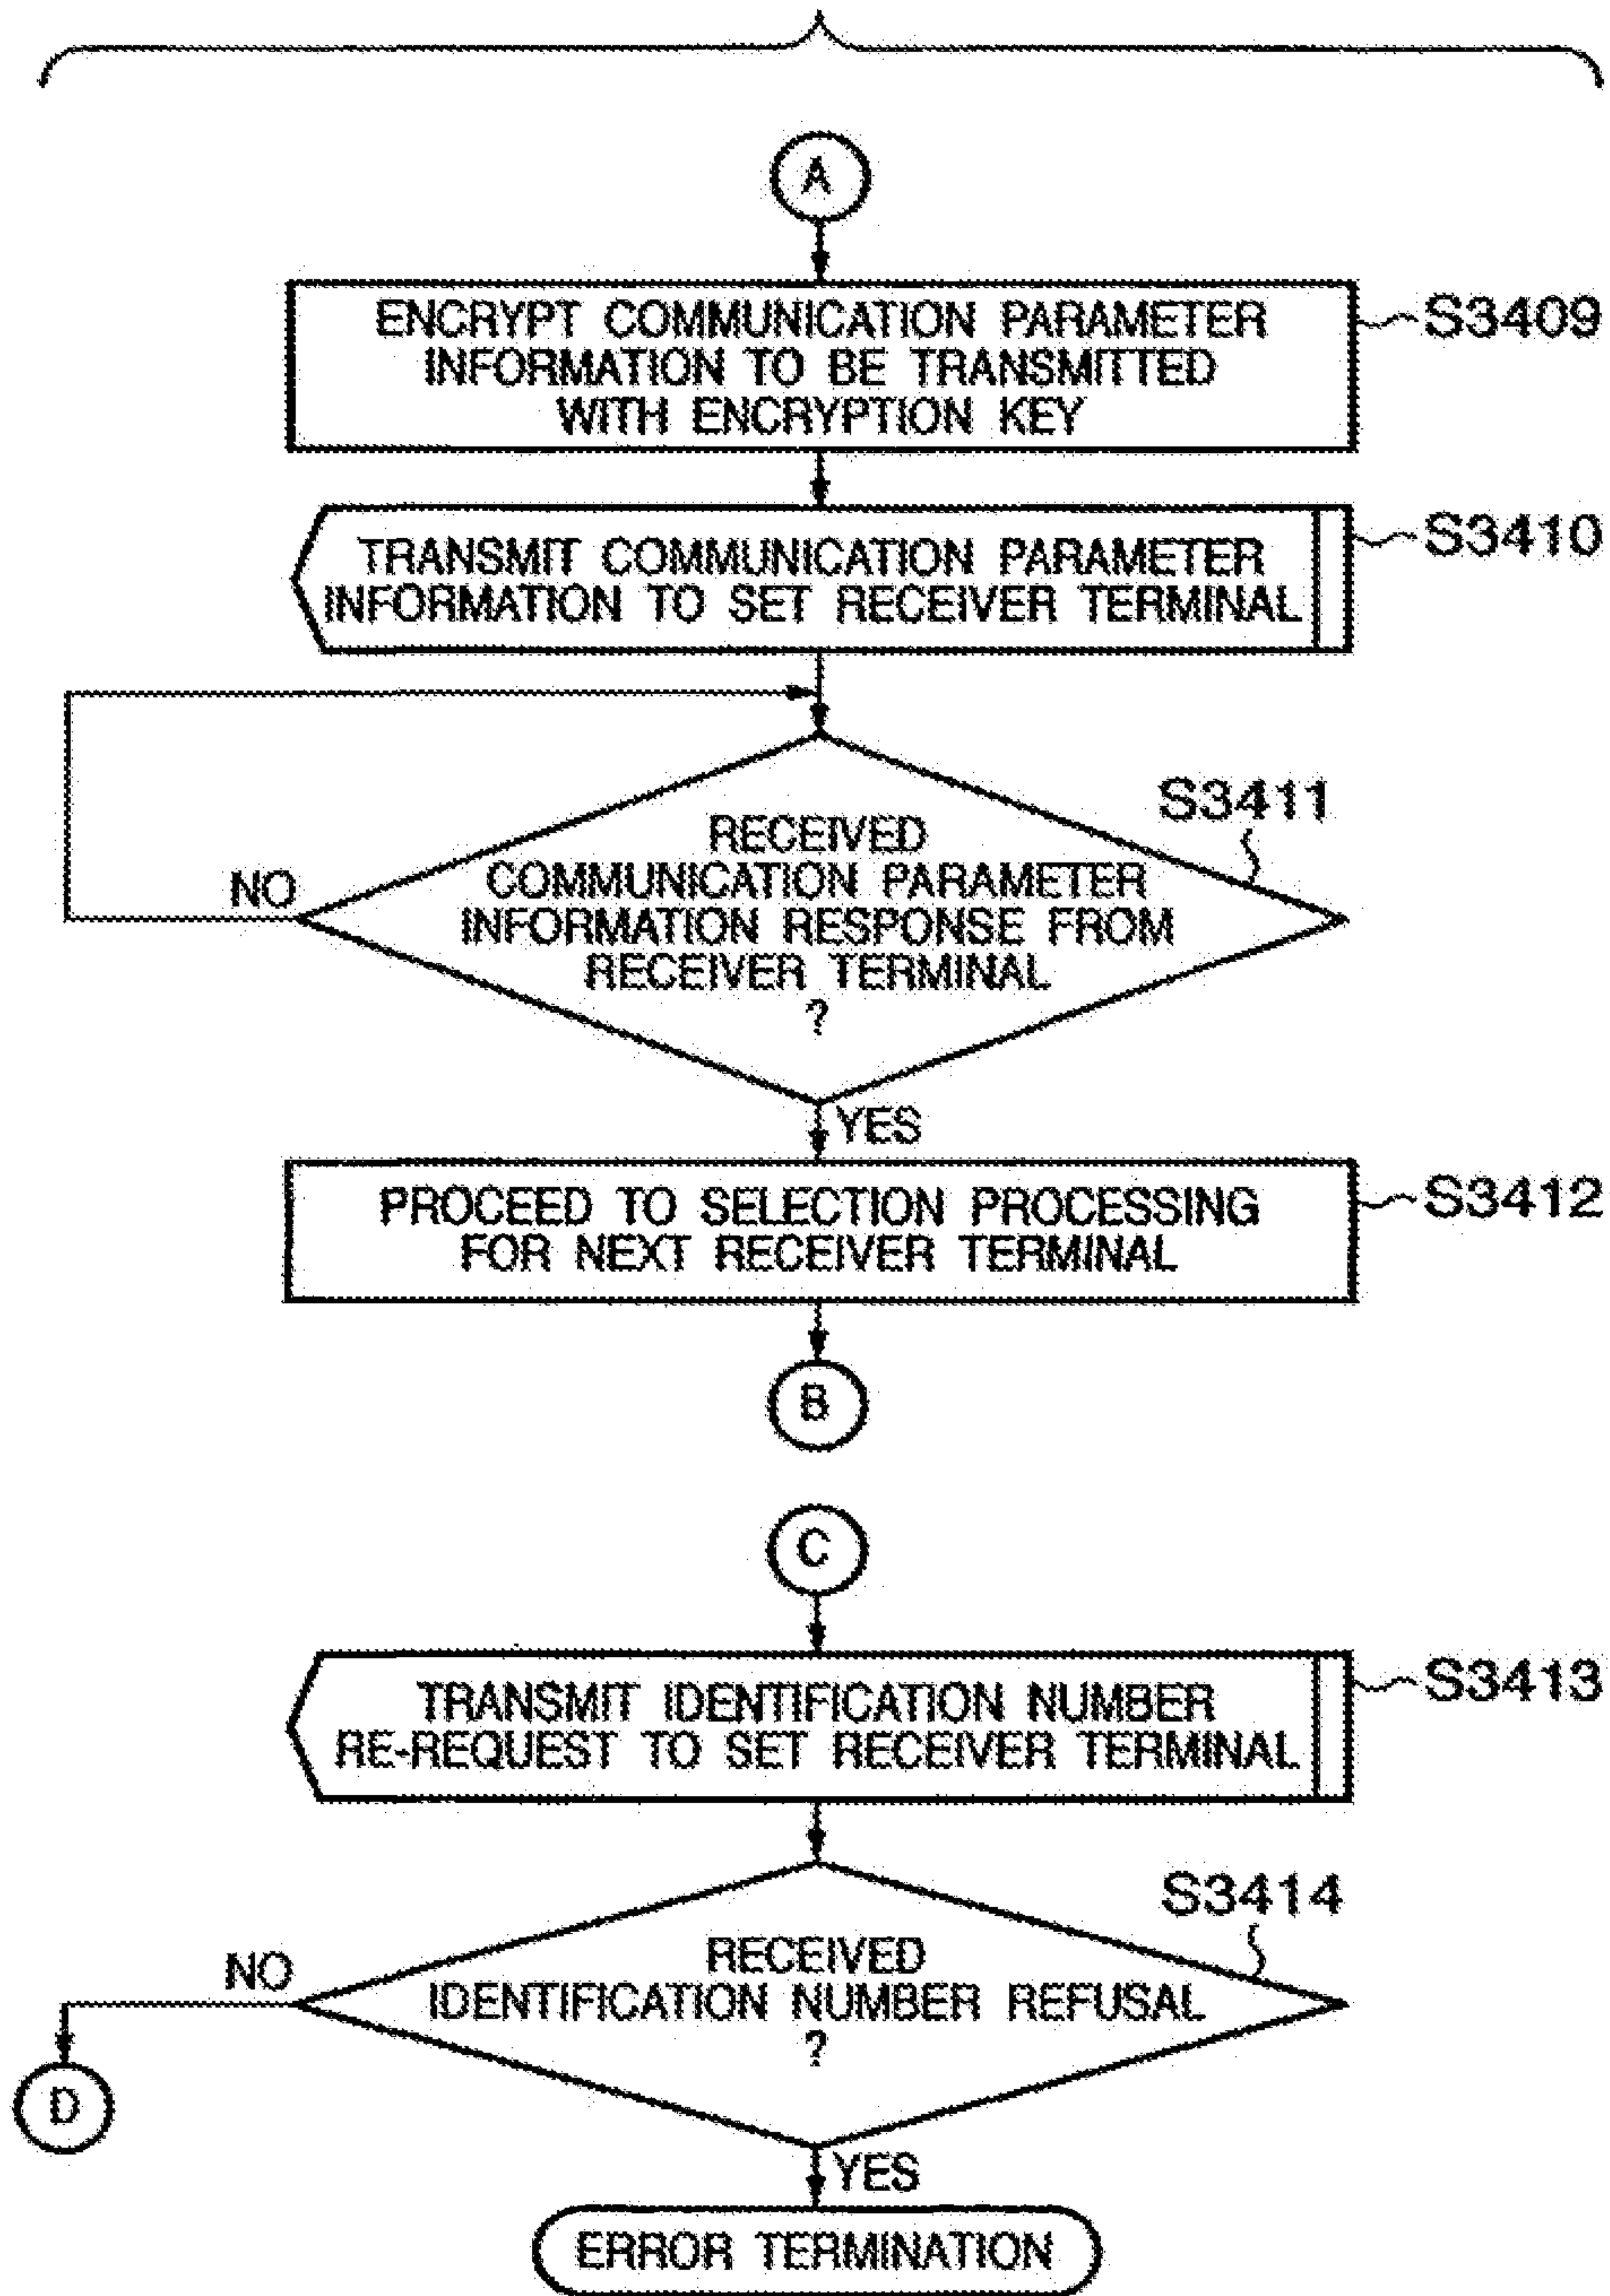 A
ENCRYPT COMMUNICATION PARAMETER
INFORMATION TO BE TRANSMITTED
WITH ENCRYPTION KEY
S3409
TRANSMIT COMMUNICATION PARAMETER
INFORMATION TO SET RECEIVER TERMINAL
S3410
S3411
RECEIVED
COMMUNICATION PARAMETER
INFORMATION RESPONSE FROM
RECEIVER TERMINAL
?
NO
YES
PROCEED TO SELECTION PROCESSING
FOR NEXT RECEIVER TERMINAL
S3412
B
C
TRANSMIT IDENTIFICATION NUMBER
RE-REQUEST TO SET RECEIVER TERMINAL
S3413
S3414
RECEIVED
IDENTIFICATION NUMBER REFUSAL
?
NO
D
YES
ERROR TERMINATION